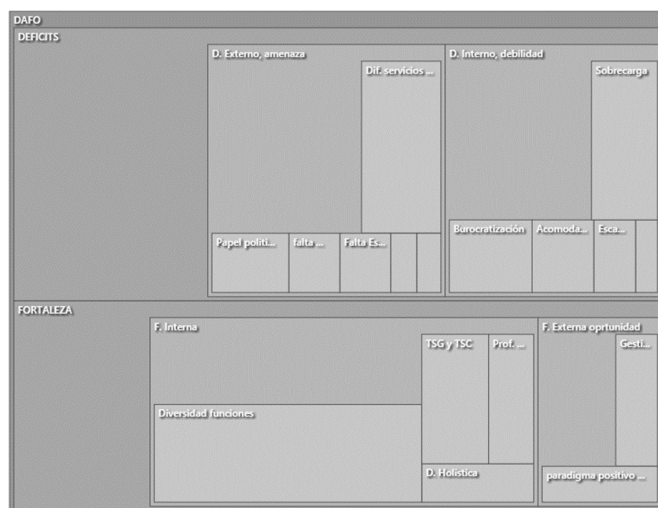 DAFO
DEFICITS
D. Externo, amenaza
D. Interno, debilidad
Dif. servicios ...
Sobrecarga
Papel políti...
falta ...
Falta Es...
Burocratización
Acomoda...
Esca...
FORTALEZA
F. Interna
F. Externa oprtunidad
TSG y TSC
Prof. ...
Gesti...
Diversidad funciones
D. Holística
paradigma positivo ...